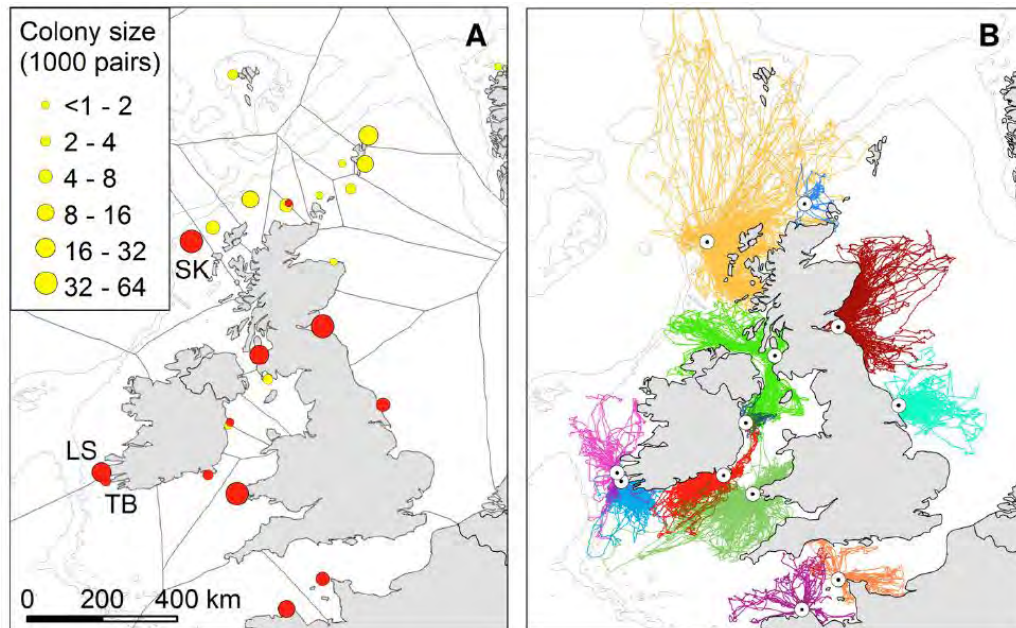 Colony size
(1000 pairs)
<1 - 2
2 - 4
4 - 8
8 - 16
16 - 32
32 - 64
A
SK
LS
TB
0 200 400 km
B